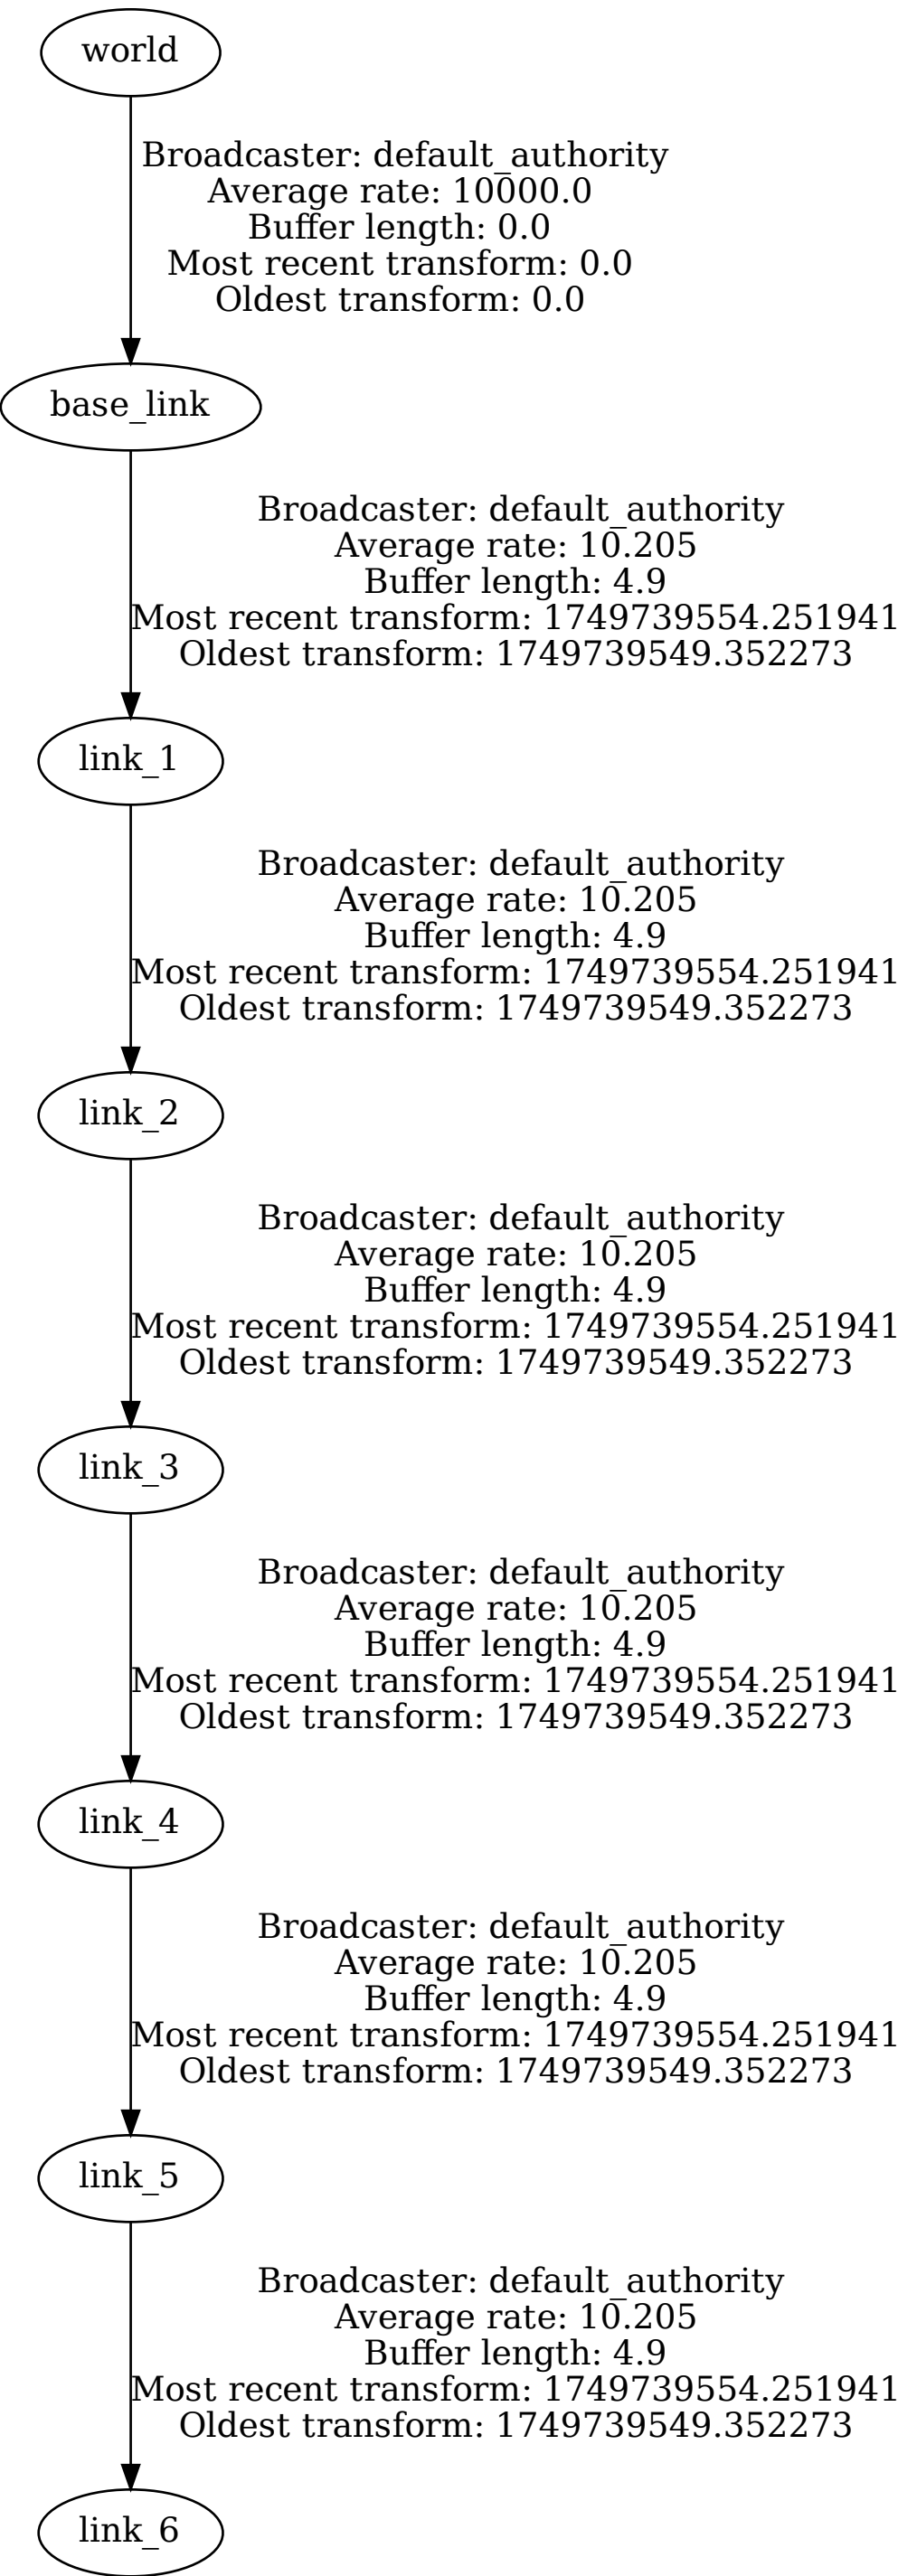 world
Broadcaster: default_authority
Average rate: 10000.0
Buffer length: 0.0
Most recent transform: 0.0
Oldest transform: 0.0
base_link
Broadcaster: default_authority
Average rate: 10.205
Buffer length: 4.9
Most recent transform: 1749739554.251941
Oldest transform: 1749739549.352273
link_1
Broadcaster: default_authority
Average rate: 10.205
Buffer length: 4.9
Most recent transform: 1749739554.251941
Oldest transform: 1749739549.352273
link_2
Broadcaster: default_authority
Average rate: 10.205
Buffer length: 4.9
Most recent transform: 1749739554.251941
Oldest transform: 1749739549.352273
link_3
Broadcaster: default_authority
Average rate: 10.205
Buffer length: 4.9
Most recent transform: 1749739554.251941
Oldest transform: 1749739549.352273
link_4
Broadcaster: default_authority
Average rate: 10.205
Buffer length: 4.9
Most recent transform: 1749739554.251941
Oldest transform: 1749739549.352273
link_5
Broadcaster: default_authority
Average rate: 10.205
Buffer length: 4.9
Most recent transform: 1749739554.251941
Oldest transform: 1749739549.352273
link_6